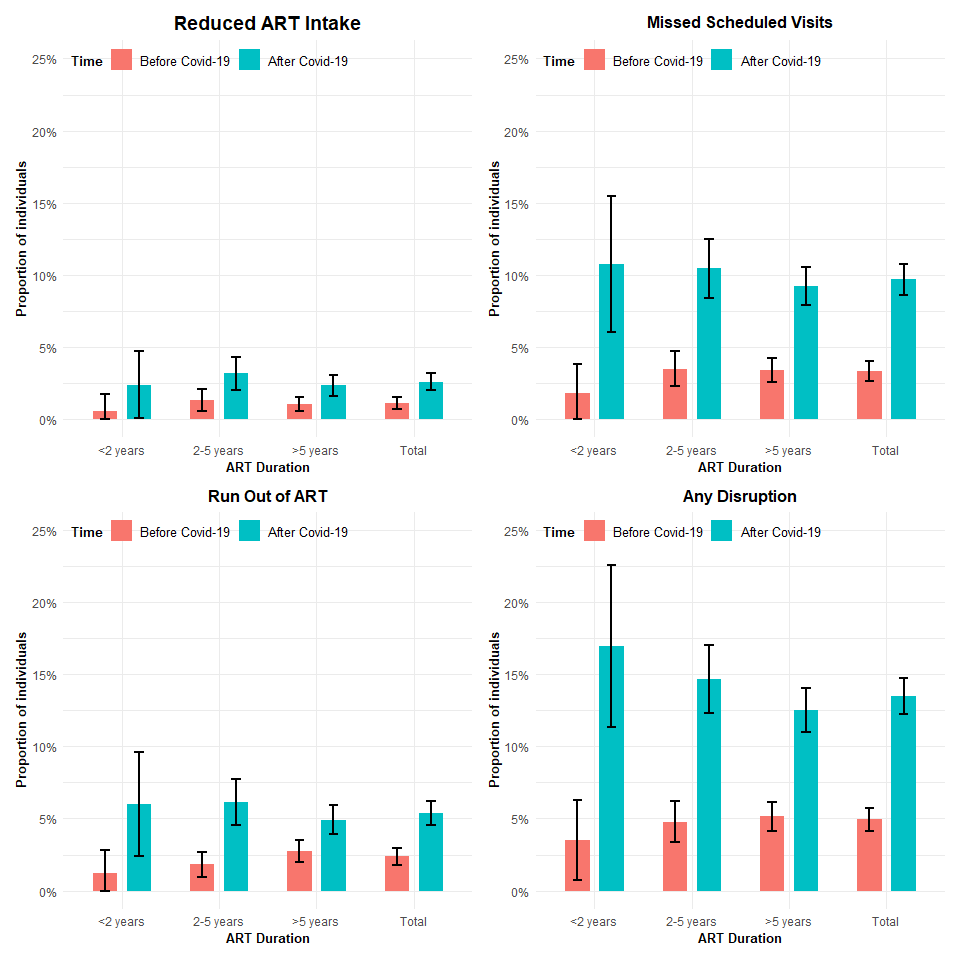 Reduced ART Intake
Time Before Covid-19 After Covid-19
Proportion of individuals
25%
20%
15%
10%
5%
0%
<2 years 2-5 years >5 years Total
ART Duration
Missed Scheduled Visits
Time Before Covid-19 After Covid-19
Proportion of individuals
25%
20%
15%
10%
5%
0%
<2 years 2-5 years >5 years Total
ART Duration
Run Out of ART
Time Before Covid-19 After Covid-19
Proportion of individuals
25%
20%
15%
10%
5%
0%
<2 years 2-5 years >5 years Total
ART Duration
Any Disruption
Time Before Covid-19 After Covid-19
Proportion of individuals
25%
20%
15%
10%
5%
0%
<2 years 2-5 years >5 years Total
ART Duration